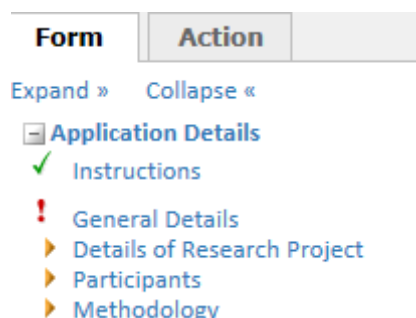 Form Action
Expand » Collapse «
Application Details
Instructions
General Details
Details of Research Project
Participants
Methodology